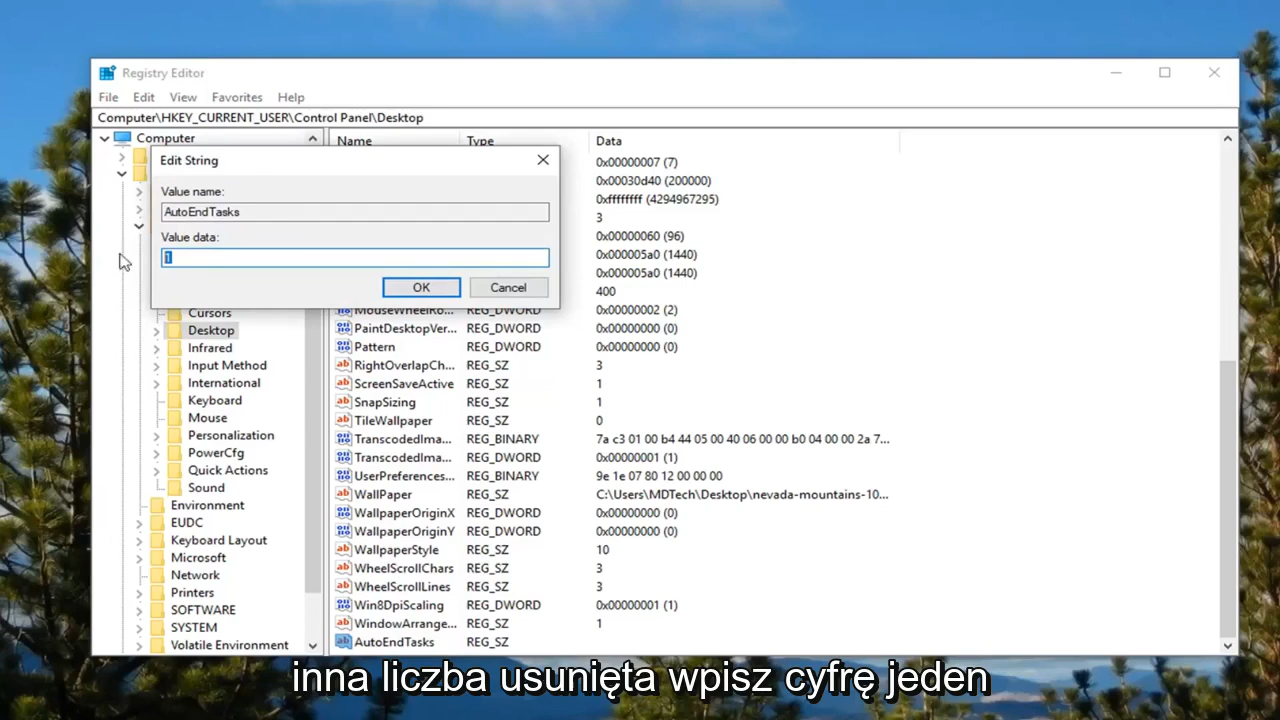 Registry Editor
File Edit View Favorites Help
Computer\HKEY_CURRENT_USER\Control Panel\Desktop
Computer
Name Type Data
Edit String
Value name:
AutoEndTasks
Value data:
1
OK Cancel
0x00000007 (7)
0x00030d40 (200000)
0xffffffff (4294967295)
3
0x00000060 (96)
0x000005a0 (1440)
0x000005a0 (1440)
400
Cursors
Desktop
Infrared
Input Method
International
Keyboard
Mouse
Personalization
PowerCfg
Quick Actions
Sound
Environment
EUDC
Keyboard Layout
Microsoft
Network
Printers
SOFTWARE
SYSTEM
Volatile Environment
MouseWheelRo... REG_DWORD 0x00000002 (2)
PaintDesktopVer... REG_DWORD 0x00000000 (0)
Pattern REG_DWORD 0x00000000 (0)
RightOverlapCh... REG_SZ 3
ScreenSaveActive REG_SZ 1
SnapSizing REG_SZ 1
TileWallpaper REG_SZ 0
TranscodedIma... REG_BINARY 7a c3 01 00 b4 44 05 00 40 06 00 00 b0 04 00 00 2a 7...
TranscodedIma... REG_DWORD 0x00000001 (1)
UserPreferences... REG_BINARY 9e 1e 07 80 12 00 00 00
WallPaper REG_SZ C:\Users\MDTech\Desktop\nevada-mountains-10...
WallpaperOriginX REG_DWORD 0x00000000 (0)
WallpaperOriginY REG_DWORD 0x00000000 (0)
WallpaperStyle REG_SZ 10
WheelScrollChars REG_SZ 3
WheelScrollLines REG_SZ 3
Win8DpiScaling REG_DWORD 0x00000001 (1)
WindowArrange... REG_SZ 1
AutoEndTasks REG_SZ
inna liczba usunięta wpisz cyfrę jeden